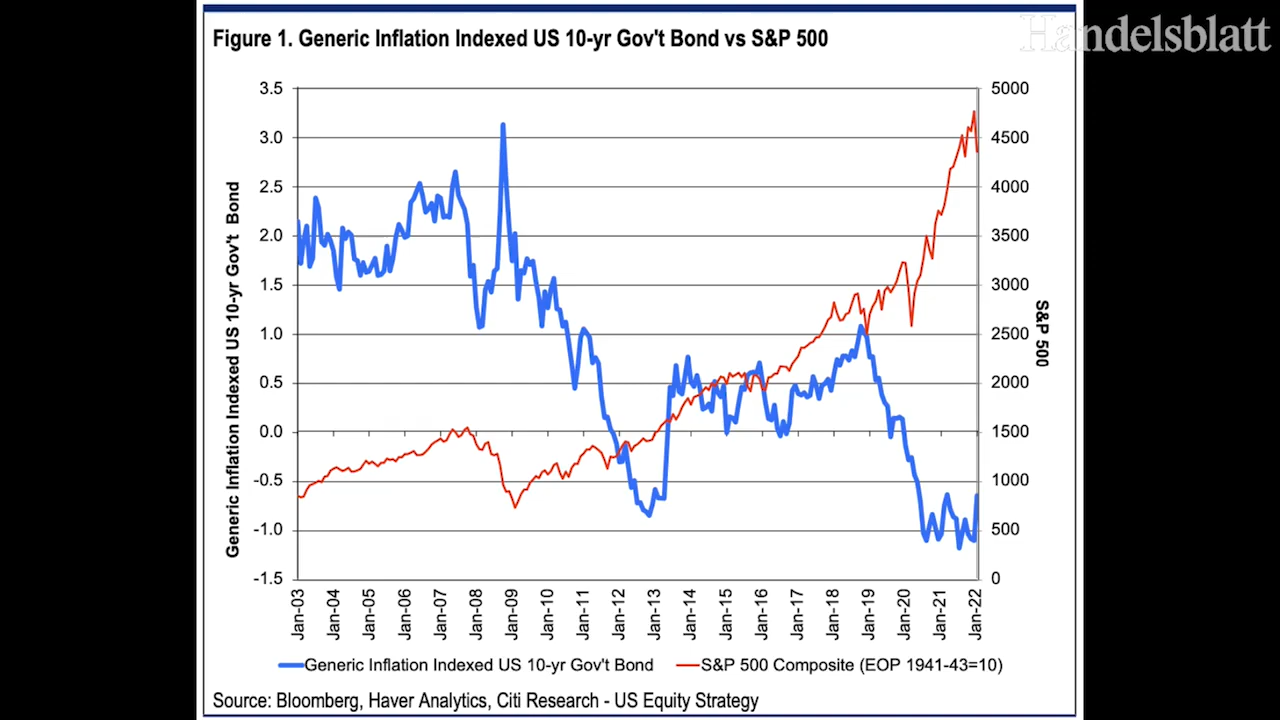 Handelsblatt
Figure 1. Generic Inflation Indexed US 10-yr Gov't Bond vs S&P 500
3.5
3.0
2.5
2.0
1.5
1.0
0.5
0.0
-0.5
-1.0
-1.5
Generic Inflation Indexed US 10-yr Gov't Bond
5000
4500
4000
3500
3000
2500
2000
1500
1000
500
0
S&P 500
Jan-03
Jan-04
Jan-05
Jan-06
Jan-07
Jan-08
Jan-09
Jan-10
Jan-11
Jan-12
Jan-13
Jan-14
Jan-15
Jan-16
Jan-17
Jan-18
Jan-19
Jan-20
Jan-21
Jan-22
Generic Inflation Indexed US 10-yr Gov't Bond
S&P 500 Composite (EOP 1941-43=10)
Source: Bloomberg, Haver Analytics, Citi Research - US Equity Strategy